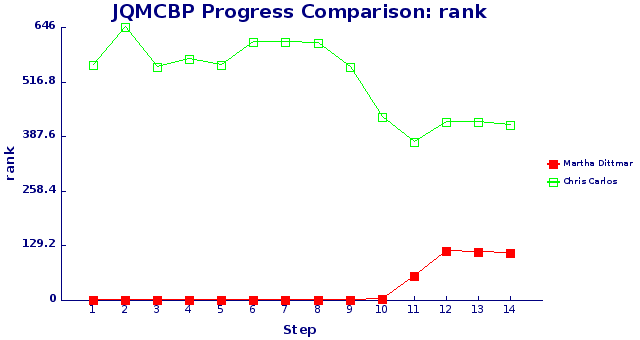 JQMCBP Progress Comparison: rank
646
516.8
387.6
258.4
129.2
0
rank
1 2 3 4 5 6 7 8 9 10 11 12 13 14
Step
Martha Dittmar
Chris Carlos